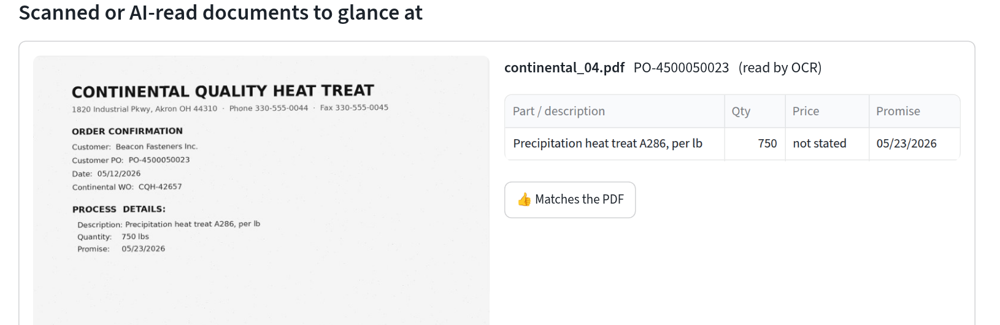 Scanned or AI-read documents to glance at
CONTINENTAL QUALITY HEAT TREAT
1820 Industrial Pkwy, Akron OH 44310 · Phone 330-555-0044 · Fax 330-555-0045
ORDER CONFIRMATION
Customer: Beacon Fasteners Inc.
Customer PO: PO-4500050023
Date: 05/12/2026
Continental WO: CQH-42657
PROCESS DETAILS:
Description: Precipitation heat treat A286, per lb
Quantity: 750 lbs
Promise: 05/23/2026
continental_04.pdf PO-4500050023 (read by OCR)
Part / description Qty Price Promise
Precipitation heat treat A286, per lb 750 not stated 05/23/2026
👍 Matches the PDF